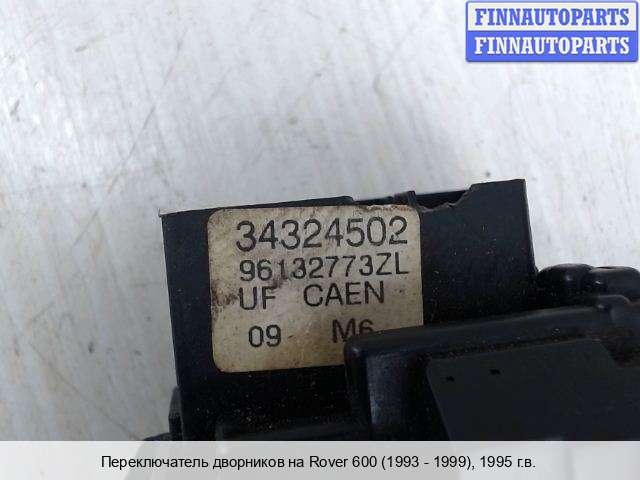 FINNAUTOPARTS
FINNAUTOPARTS
34324502
96132773ZL
UF CAEN
09 M6
Переключатель дворников на Rover 600 (1993 - 1999), 1995 г.в.